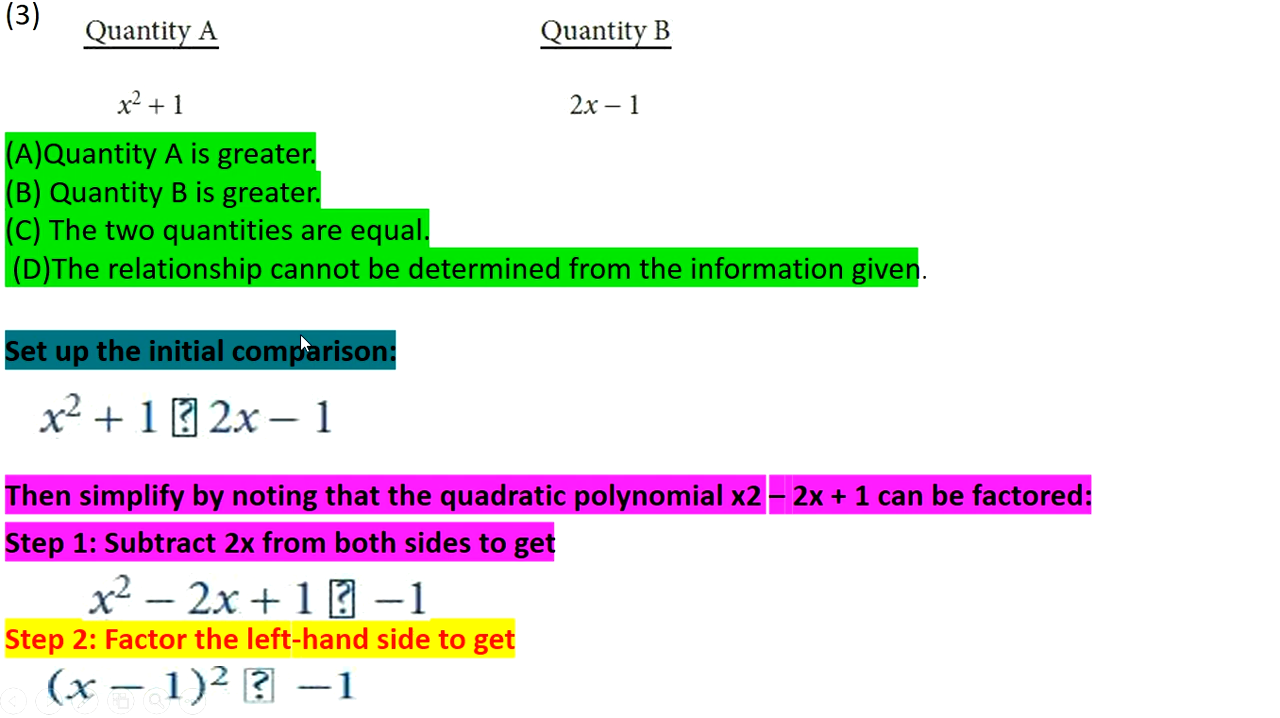 (3)
Quantity A Quantity B
x² + 1 2x – 1
(A)Quantity A is greater.
(B) Quantity B is greater.
(C) The two quantities are equal.
(D)The relationship cannot be determined from the information given.
Set up the initial comparison:
x² + 1 ? 2x – 1
Then simplify by noting that the quadratic polynomial x2 – 2x + 1 can be factored:
Step 1: Subtract 2x from both sides to get
x² – 2x + 1 ? –1
Step 2: Factor the left-hand side to get
(x – 1)² ? –1